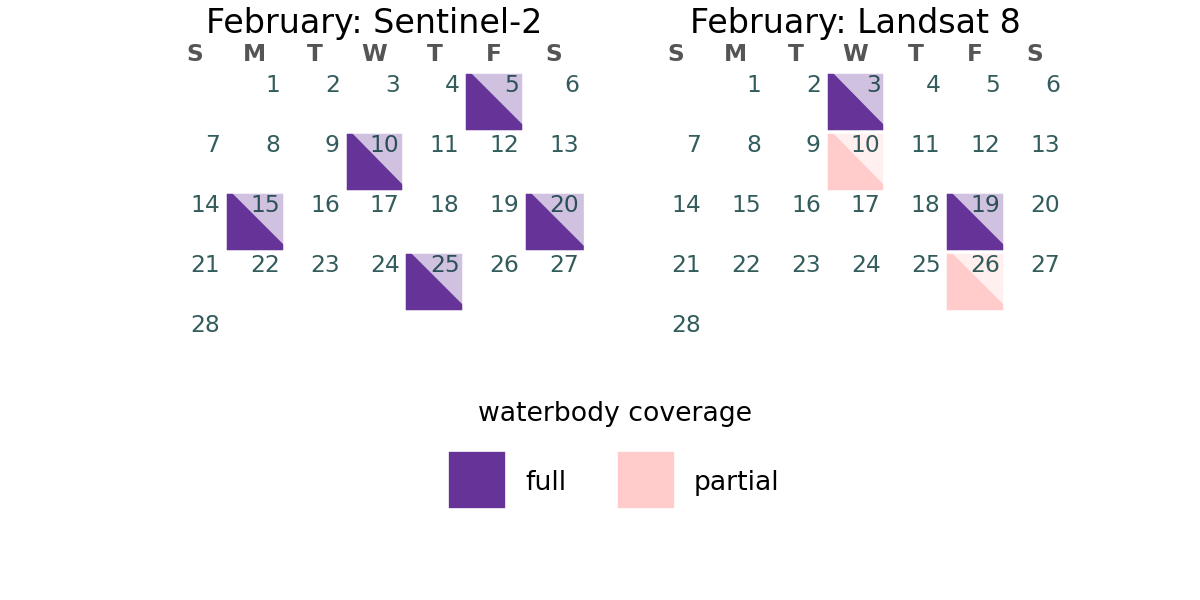 February: Sentinel-2
S M T W T F S
1 2 3 4 5 6
7 8 9 10 11 12 13
14 15 16 17 18 19 20
21 22 23 24 25 26 27
28
February: Landsat 8
S M T W T F S
1 2 3 4 5 6
7 8 9 10 11 12 13
14 15 16 17 18 19 20
21 22 23 24 25 26 27
28
waterbody coverage
full partial